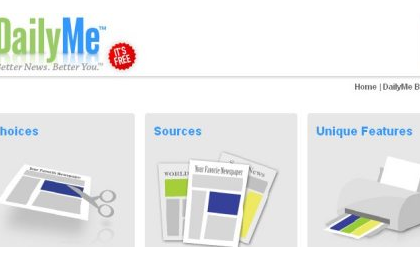 DailyMe™
IT'S
FREE
Better News. Better You.™
Home | DailyMe B
hoices
Sources
Unique Features
Your Favorite Newspaper
WORLD
Your Favorite Newspaper